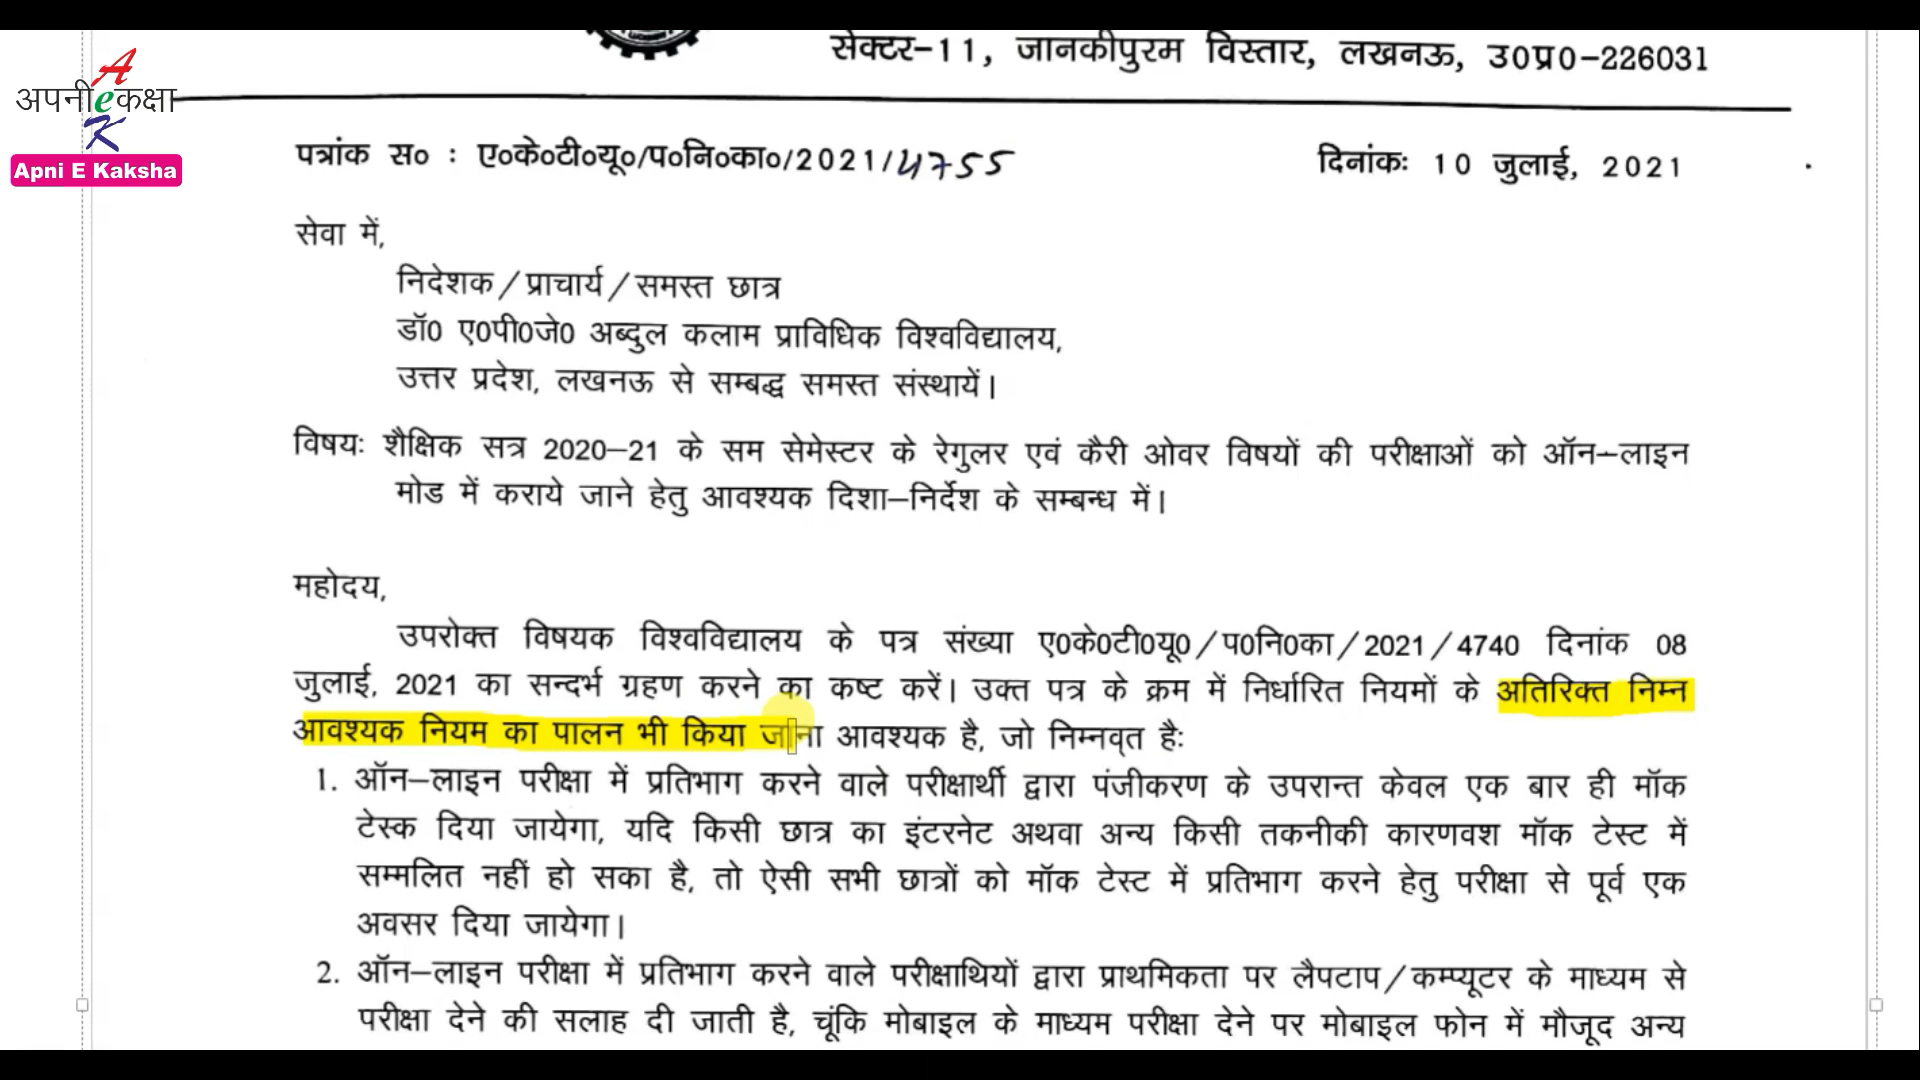 सेक्टर-11, जानकीपुरम विस्तार, लखनऊ, उ0प्र0-226031
अपनी e कक्षा
A
K
Apni E Kaksha
पत्रांक स० : ए०के०टी०यू०/प०नि०का०/2021/4755
दिनांकः 10 जुलाई, 2021
सेवा में,
निदेशक/प्राचार्य/समस्त छात्र
डॉ0 ए0पी0जे0 अब्दुल कलाम प्राविधिक विश्वविद्यालय,
उत्तर प्रदेश, लखनऊ से सम्बद्ध समस्त संस्थायें।
विषयः शैक्षिक सत्र 2020–21 के सम सेमेस्टर के रेगुलर एवं कैरी ओवर विषयों की परीक्षाओं को ऑन–लाइन
मोड में कराये जाने हेतु आवश्यक दिशा–निर्देश के सम्बन्ध में।
महोदय,
उपरोक्त विषयक विश्वविद्यालय के पत्र संख्या ए0के0टी0यू0/प0नि0का/2021/4740 दिनांक 08
जुलाई, 2021 का सन्दर्भ ग्रहण करने का कष्ट करें। उक्त पत्र के क्रम में निर्धारित नियमों के अतिरिक्त निम्न
आवश्यक नियम का पालन भी किया जाना आवश्यक है, जो निम्नव्त हैः
1. ऑन–लाइन परीक्षा में प्रतिभाग करने वाले परीक्षार्थी द्वारा पंजीकरण के उपरान्त केवल एक बार ही मॉक
टेस्क दिया जायेगा, यदि किसी छात्र का इंटरनेट अथवा अन्य किसी तकनीकी कारणवश मॉक टेस्ट में
सम्मलित नहीं हो सका है, तो ऐसी सभी छात्रों को मॉक टेस्ट में प्रतिभाग करने हेतु परीक्षा से पूर्व एक
अवसर दिया जायेगा।
2. ऑन–लाइन परीक्षा में प्रतिभाग करने वाले परीक्षाथियों द्वारा प्राथमिकता पर लैपटाप/कम्प्यूटर के माध्यम से
परीक्षा देने की सलाह दी जाती है, चूंकि मोबाइल के माध्यम परीक्षा देने पर मोबाइल फोन में मौजूद अन्य